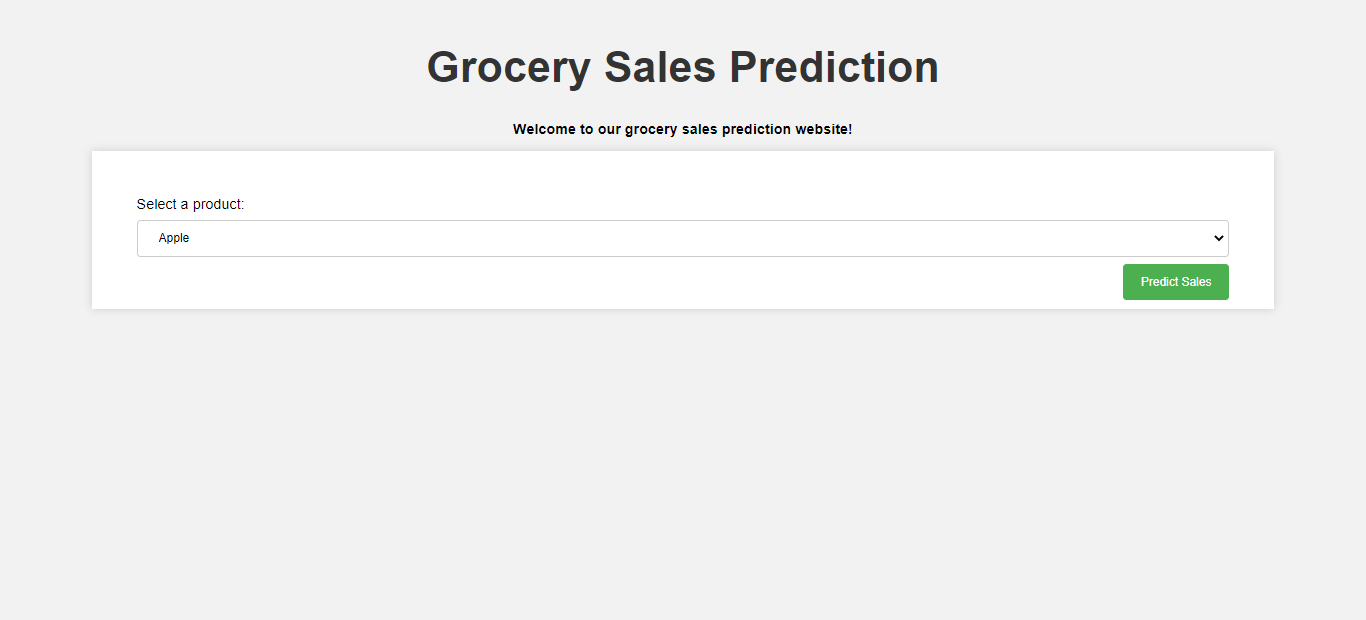 Grocery Sales Prediction
Welcome to our grocery sales prediction website!
Select a product:
Apple
Predict Sales